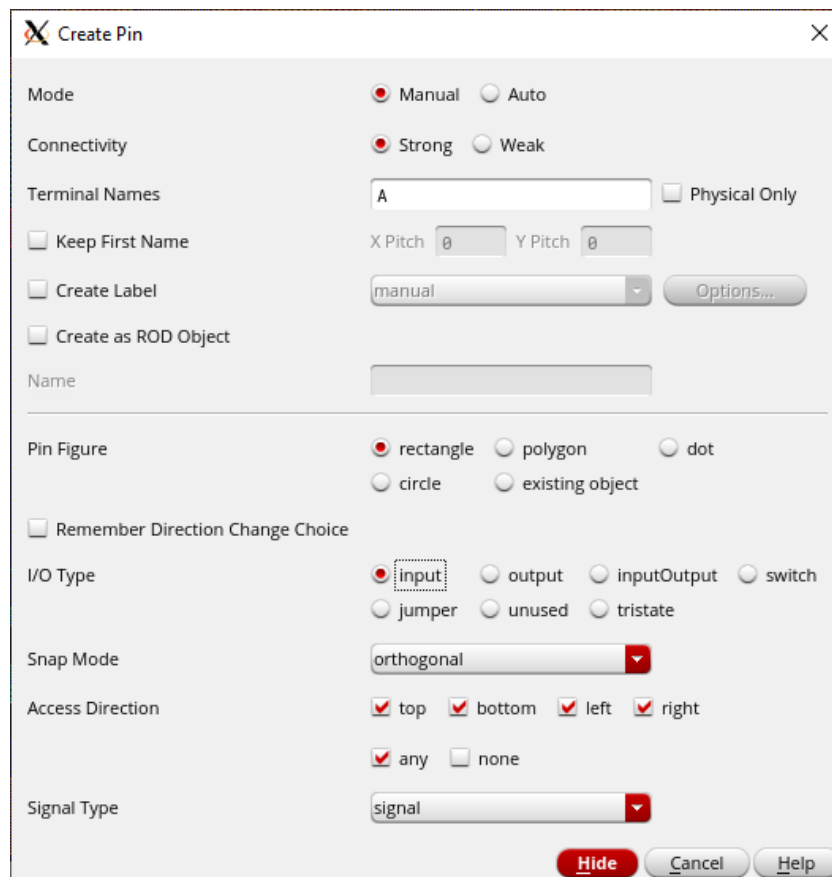 Create Pin
Mode Manual Auto
Connectivity Strong Weak
Terminal Names A Physical Only
Keep First Name X Pitch 0 Y Pitch 0
Create Label manual Options...
Create as ROD Object
Name
Pin Figure rectangle polygon dot
circle existing object
Remember Direction Change Choice
I/O Type input output inputOutput switch
jumper unused tristate
Snap Mode orthogonal
Access Direction top bottom left right
any none
Signal Type signal
Hide Cancel Help